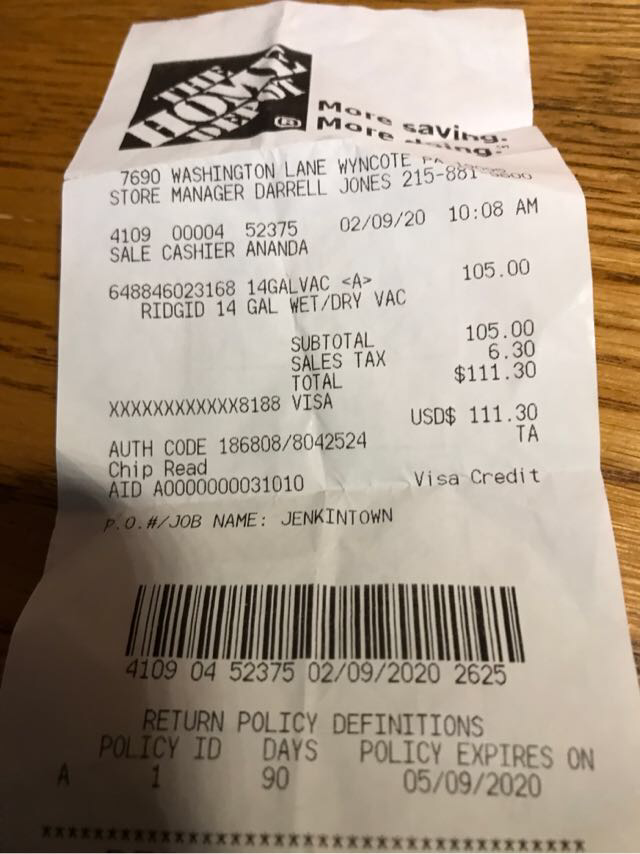 THE HOME DEPOT
More saving.
More doing.
7690 WASHINGTON LANE WYNCOTE PA
STORE MANAGER DARRELL JONES 215-881
4109 00004 52375 02/09/20 10:08 AM
SALE CASHIER ANANDA
648846023168 14GALVAC <A> 105.00
RIDGID 14 GAL WET/DRY VAC
SUBTOTAL 105.00
SALES TAX 6.30
TOTAL $111.30
XXXXXXXXXXXX8188 VISA
USD$ 111.30
AUTH CODE 186808/8042524 TA
Chip Read
AID A0000000031010 Visa Credit
P.O.#/JOB NAME: JENKINTOWN
4109 04 52375 02/09/2020 2625
RETURN POLICY DEFINITIONS
POLICY ID DAYS POLICY EXPIRES ON
A 1 90 05/09/2020